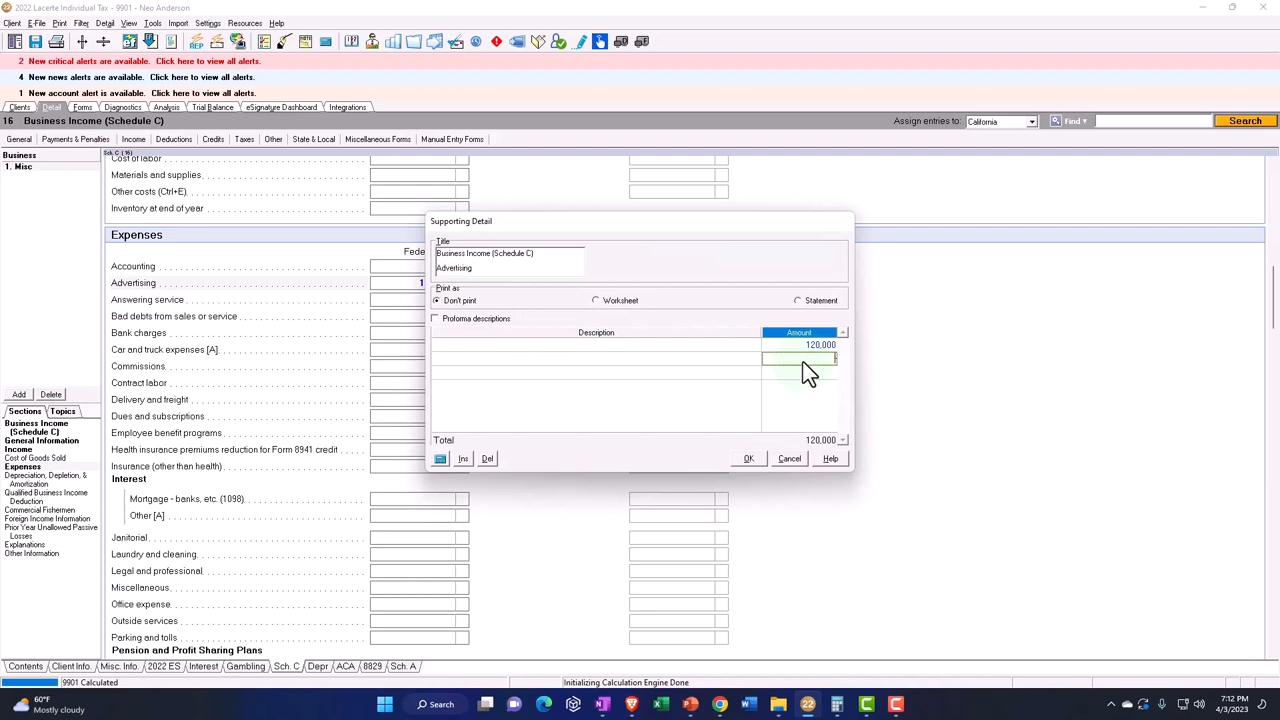 2022 Lacerte Individual Tax - 9901 - Neo Anderson
Client E-File Print Filter Detail View Tools Import Settings Resources Help
2 New critical alerts are available. Click here to view all alerts.
4 New news alerts are available. Click here to view all alerts.
1 New account alert is available. Click here to view all alerts.
Clients Detail Forms Diagnostics Analysis Trial Balance eSignature Dashboard Integrations
16 Business Income (Schedule C) Assign entries to: California Find Search
General Payments & Penalties Income Deductions Credits Taxes Other State & Local Miscellaneous Forms Manual Entry Forms
Business
1. Misc
Add Delete
Sections Topics
Business Income
(Schedule C)
General Information
Income
Cost of Goods Sold
Expenses
Depreciation, Depletion, &
Amortization
Qualified Business Income
Deduction
Commercial Fishermen
Foreign Income Information
Prior Year Unallowed Passive
Losses
Explanations
Other Information
Sch. C (16)
Cost of labor
Materials and supplies
Other costs (Ctrl+E)
Inventory at end of year
Expenses
Fede
Accounting
Advertising 1
Answering service
Bad debts from sales or service
Bank charges
Car and truck expenses [A]
Commissions
Contract labor
Delivery and freight
Dues and subscriptions
Employee benefit programs
Health insurance premiums reduction for Form 8941 credit
Insurance (other than health)
Interest
Mortgage - banks, etc. (1098)
Other [A]
Janitorial
Laundry and cleaning
Legal and professional
Miscellaneous
Office expense
Outside services
Parking and tolls
Pension and Profit Sharing Plans
Supporting Detail
Title
Business Income (Schedule C)
Advertising
Print as
Don't print Worksheet Statement
Proforma descriptions
Description Amount
120,000
Total 120,000
Ins Del OK Cancel Help
Contents Client Info. Misc. Info. 2022 ES Interest Gambling Sch. C Depr ACA 8829 Sch. A
9901 Calculated Initializing Calculation Engine Done
60°F
Mostly cloudy
Search
7:12 PM
4/3/2023